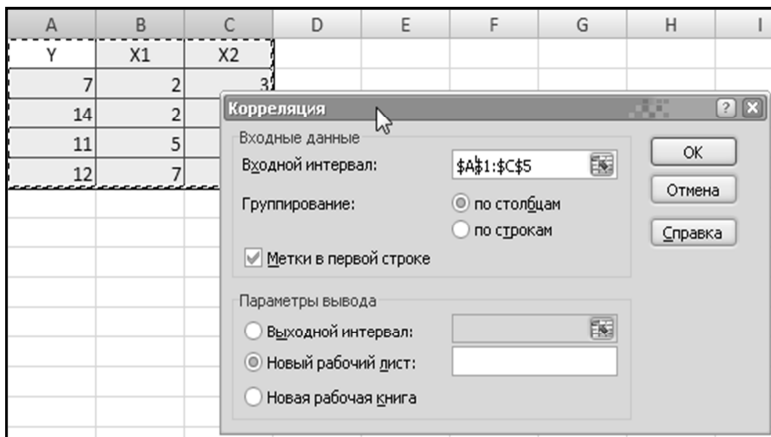 A B C D E F G H I
Y X1 X2
7 2 3
14 2
11 5
12 7
Корреляция
Входные данные
Входной интервал: $A$1:$C$5
Группирование: по столбцам
по строкам
Метки в первой строке
Параметры вывода
Выходной интервал:
Новый рабочий лист:
Новая рабочая книга
ОК
Отмена
Справка